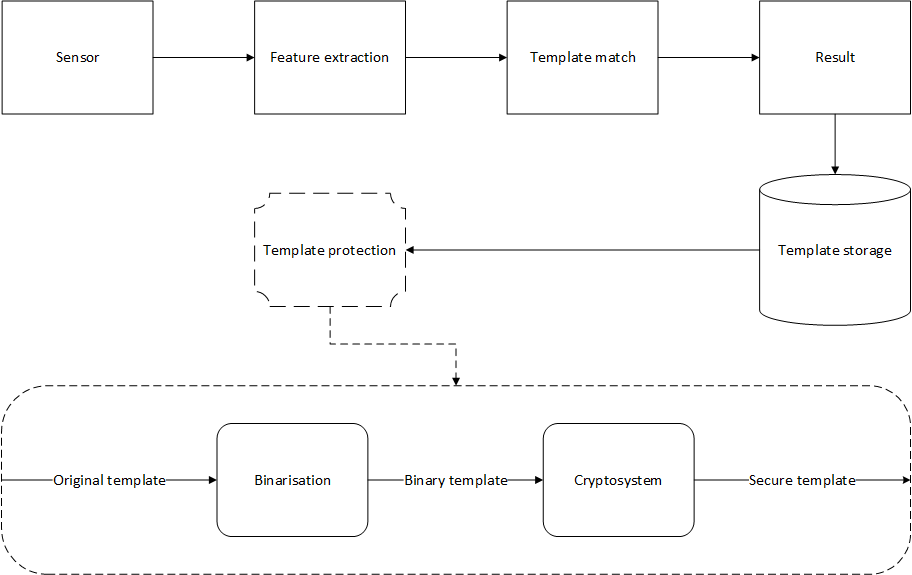 Sensor
Feature extraction
Template match
Result
Template protection
Template storage
Original template
Binarisation
Binary template
Cryptosystem
Secure template